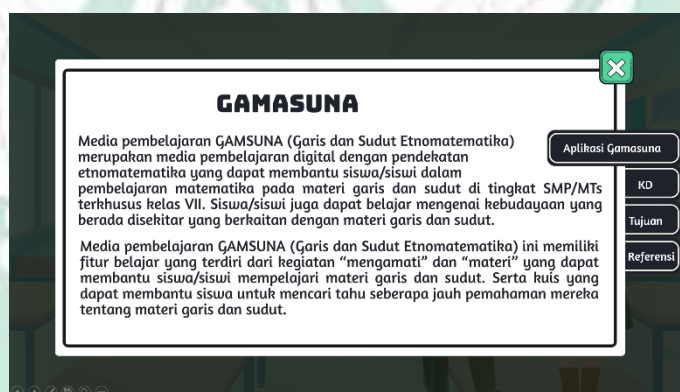 GAMASUNA
Media pembelajaran GAMSUNA (Garis dan Sudut Etnomatematika)
merupakan media pembelajaran digital dengan pendekatan
etnomatematika yang dapat membantu siswa/siswi dalam
pembelajaran matematika pada materi garis dan sudut di tingkat SMP/MTs
terkhusus kelas VII. Siswa/siswi juga dapat belajar mengenai kebudayaan yang
berada disekitar yang berkaitan dengan materi garis dan sudut.
Media pembelajaran GAMSUNA (Garis dan Sudut Etnomatematika) ini memiliki
fitur belajar yang terdiri dari kegiatan “mengamati” dan “materi” yang dapat
membantu siswa/siswi mempelajari materi garis dan sudut. Serta kuis yang
dapat membantu siswa untuk mencari tahu seberapa jauh pemahaman mereka
tentang materi garis dan sudut.
Aplikasi Gamasuna
KD
Tujuan
Referensi